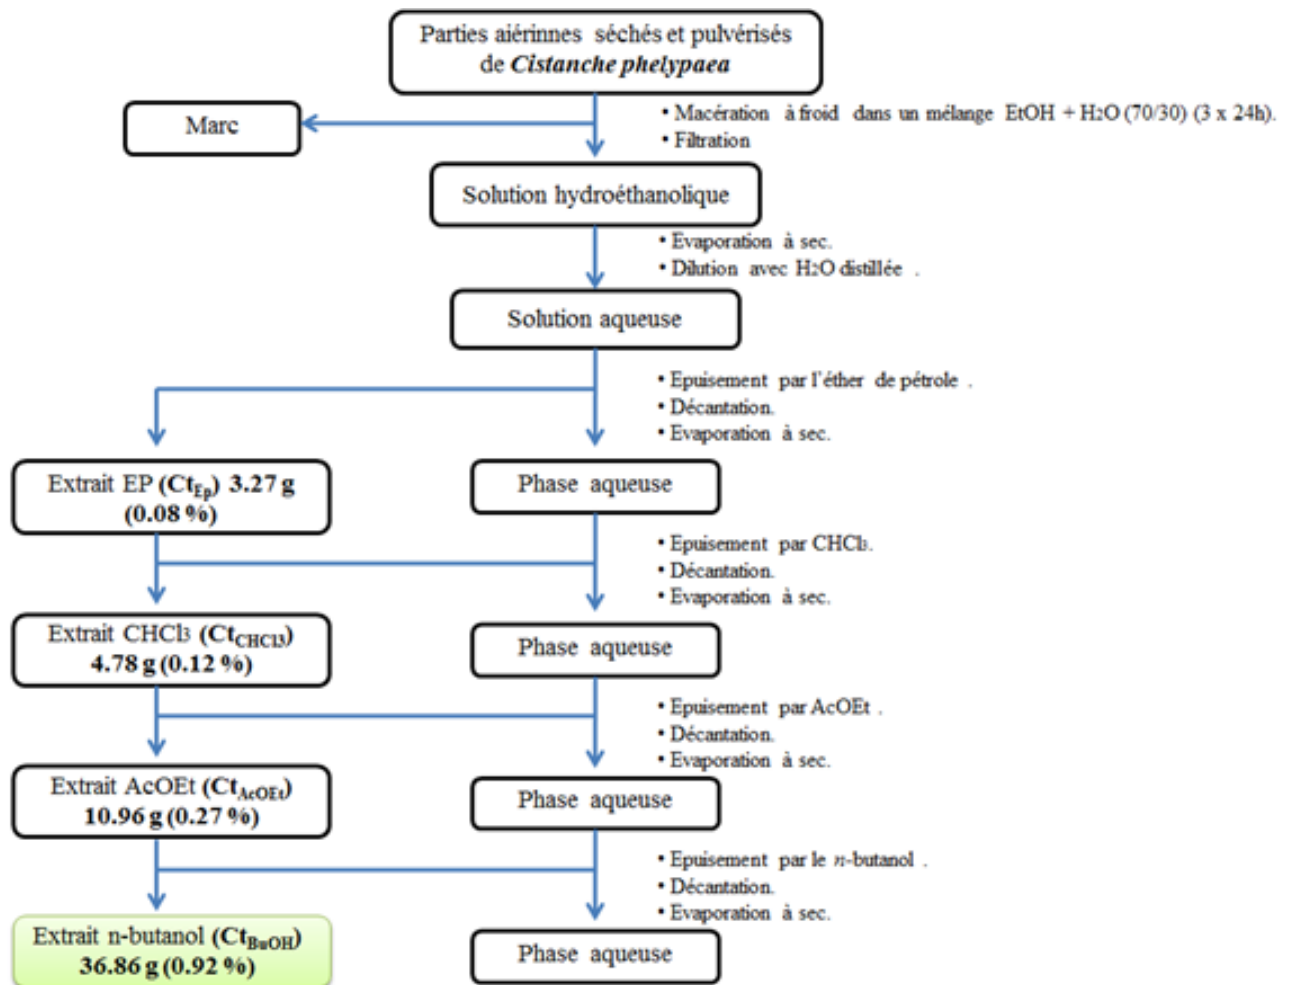 Parties aiérinnes séchés et pulvérisés
de Cistanche phelypaea
Marc
• Macération à froid dans un mélange EtOH + H2O (70/30) (3 x 24h).
• Filtration
Solution hydroéthanolique
• Evaporation à sec.
• Dilution avec H2O distillée .
Solution aqueuse
• Epuisement par l'éther de pétrole .
• Décantation.
• Evaporation à sec.
Extrait EP (CtEp) 3.27 g
(0.08 %)
Phase aqueuse
• Epuisement par CHCl3.
• Décantation.
• Evaporation à sec.
Extrait CHCl3 (CtCHCl3)
4.78 g (0.12 %)
Phase aqueuse
• Epuisement par AcOEt .
• Décantation.
• Evaporation à sec.
Extrait AcOEt (CtAcOEt)
10.96 g (0.27 %)
Phase aqueuse
• Epuisement par le n-butanol .
• Décantation.
• Evaporation à sec.
Extrait n-butanol (CtBuOH)
36.86 g (0.92 %)
Phase aqueuse